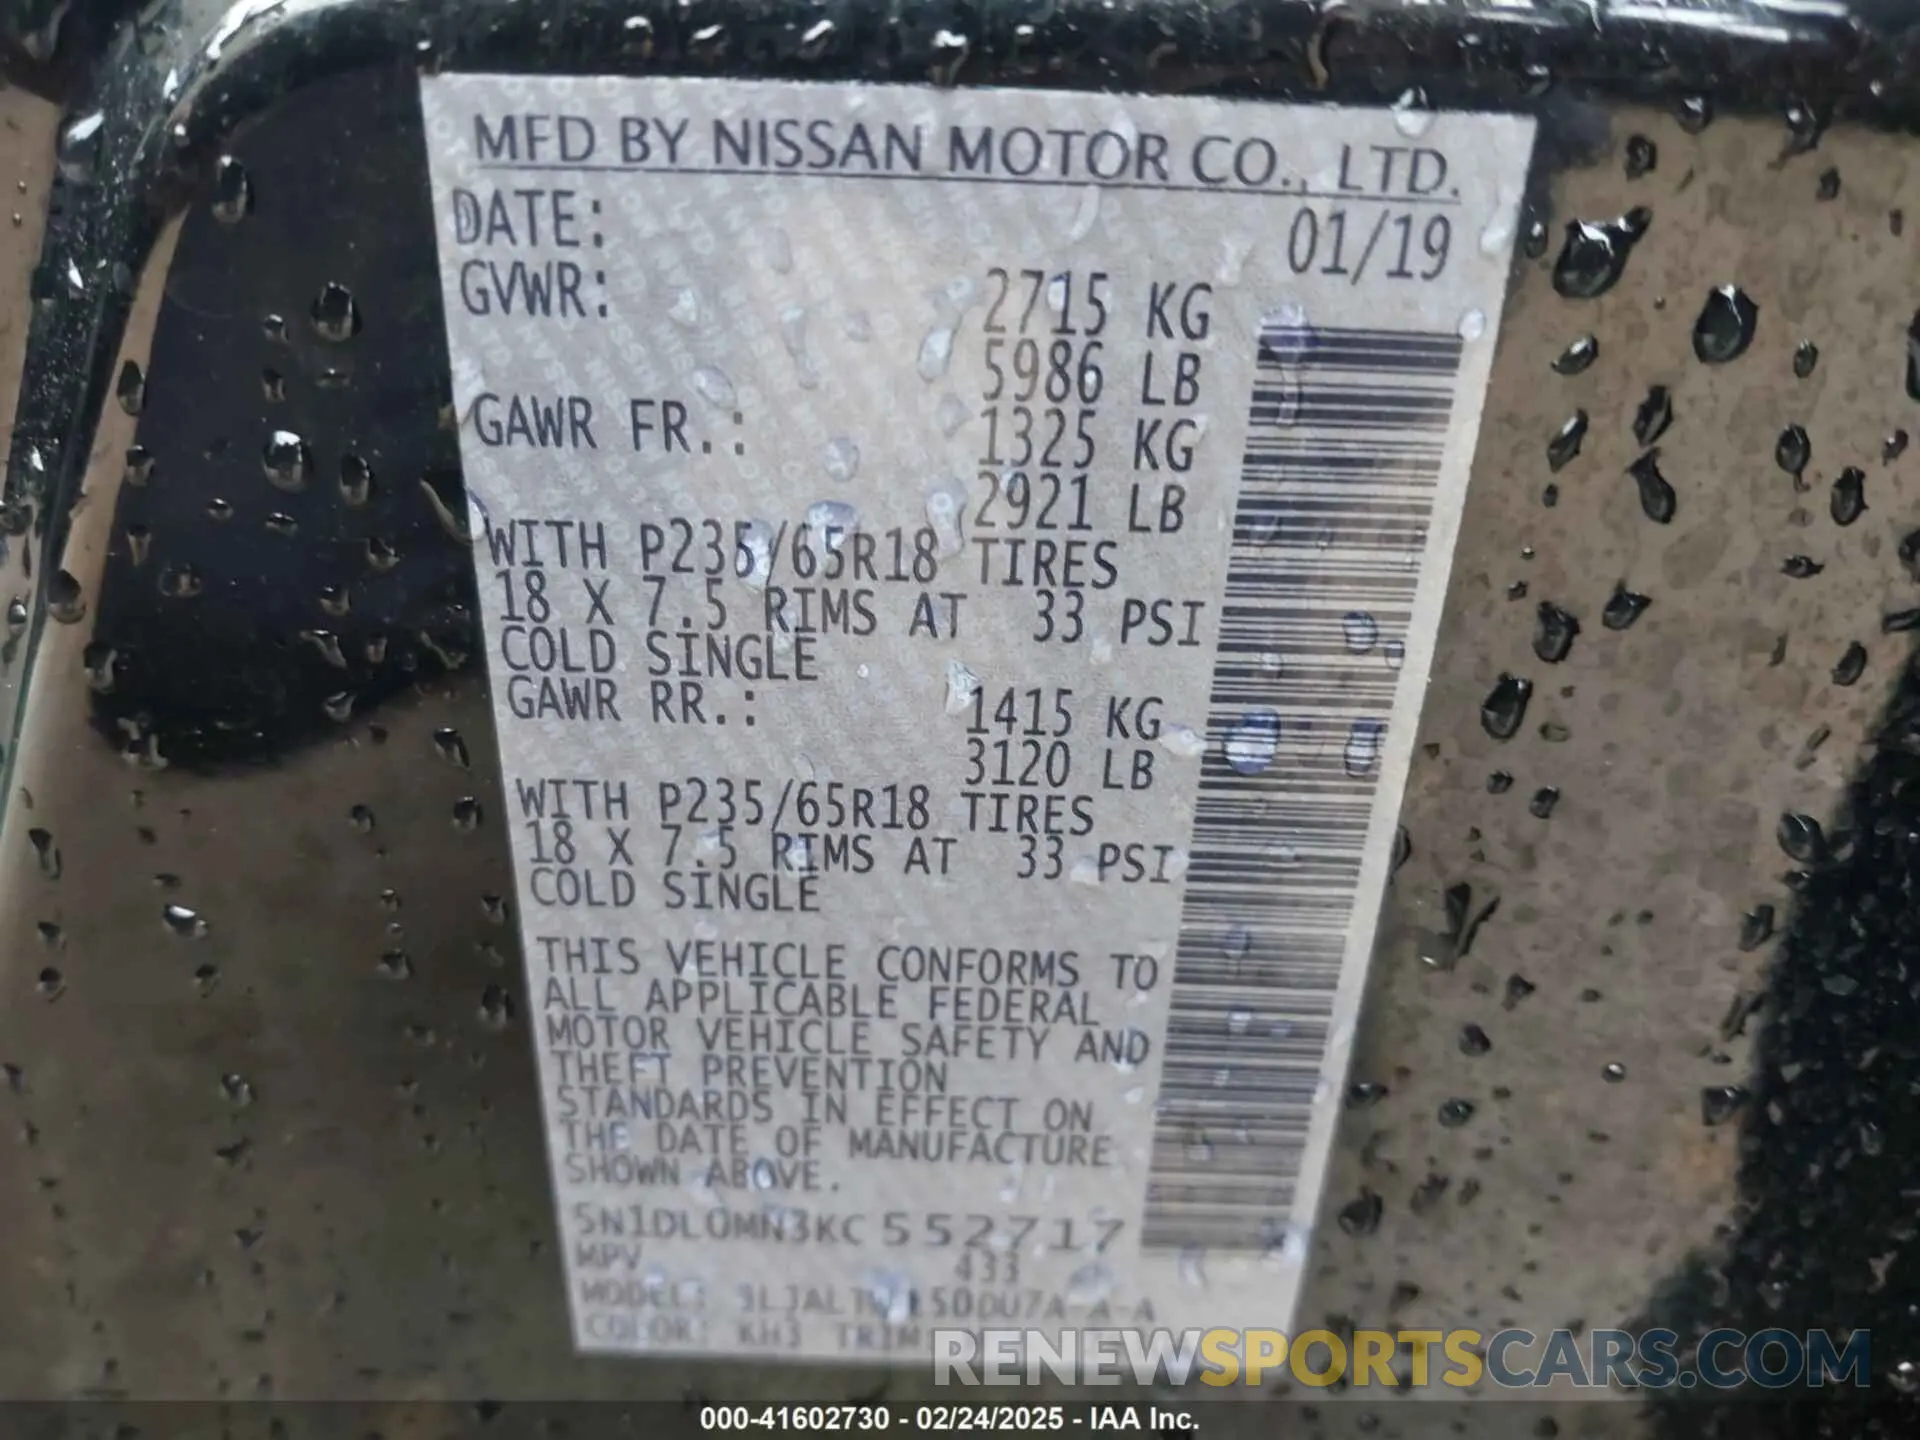 MFD BY NISSAN MOTOR CO., LTD.
DATE: 01/19
GVWR: 2715 KG
5986 LB
GAWR FR.: 1325 KG
2921 LB
WITH P235/65R18 TIRES
18 X 7.5 RIMS AT 33 PSI
COLD SINGLE
GAWR RR.: 1415 KG
3120 LB
WITH P235/65R18 TIRES
18 X 7.5 RIMS AT 33 PSI
COLD SINGLE
THIS VEHICLE CONFORMS TO
ALL APPLICABLE FEDERAL
MOTOR VEHICLE SAFETY AND
THEFT PREVENTION
STANDARDS IN EFFECT ON
THE DATE OF MANUFACTURE
SHOWN ABOVE.
5N1DL0MN3KC552717
MPV 433
MODEL:
COLOR: KH3 TRIM
RENEWSPORTSCARS.COM
000-41602730 - 02/24/2025 - IAA Inc.